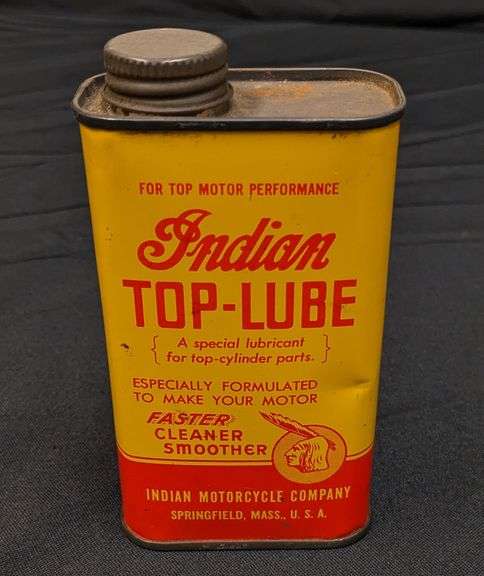 FOR TOP MOTOR PERFORMANCE
Indian
TOP-LUBE
A special lubricant
for top-cylinder parts.
ESPECIALLY FORMULATED
TO MAKE YOUR MOTOR
FASTER
CLEANER
SMOOTHER
INDIAN MOTORCYCLE COMPANY
SPRINGFIELD, MASS., U. S. A.